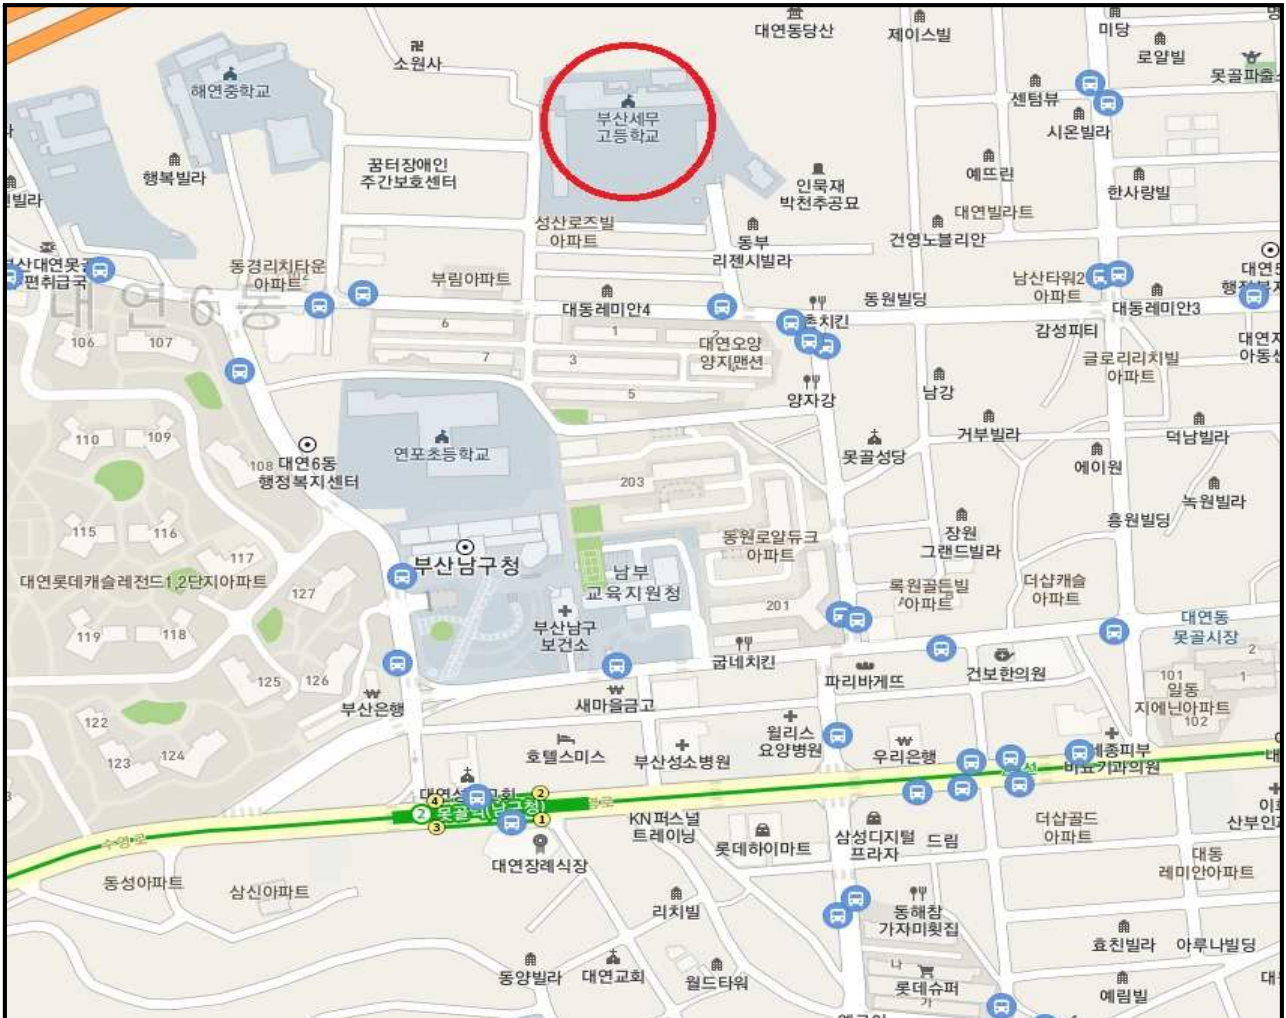 대연동당산
제이스빌
미당
로얄빌
소원사
해연중학교
부산세무
고등학교
센텀뷰
시온빌라
꿈터장애인
주간보호센터
행복빌라
인묵재
박천추공묘
예뜨린
한사랑빌
대연빌라트
성산로즈빌
아파트
동부
리젠시빌라
건영노블리안
동경리치타운
아파트
부림아파트
대연6동
대동레미안4
동원빌딩
남산타워2
아파트
대동레미안3
감성피티
106
107
6
1
2
7
3
5
대연오양
양지맨션
글로리리치빌
아파트
양자강
남강
거부빌라
덕남빌라
110
109
108
대연6동
행정복지센터
연포초등학교
못골성당
에이원
녹원빌라
203
흥원빌딩
115
116
117
부산남구청
동원로얄듀크
아파트
장원
그랜드빌라
대연롯데캐슬레전드1,2단지아파트
127
남부
교육지원청
록원골든빌
아파트
더샵캐슬
아파트
119
118
부산남구
보건소
201
대연동
못골시장
125
126
굽네치킨
파리바게뜨
건보한의원
2
1
101
일동
지에닌아파트
102
부산은행
새마을금고
122
123
124
호텔스미스
부산성소병원
윌리스
요양병원
우리은행
4
2
2 못골역(남구청)
3
1
수영로
KN퍼스널
트레이닝
롯데하이마트
삼성디지털
프라자
드림
더샵골드
아파트
대연장례식장
대동
레미안아파트
동성아파트
삼신아파트
리치빌
동해참
가자미횟집
효친빌라
아루나빌딩
동양빌라
대연교회
월드타워
나
롯데슈퍼
가
예림빌